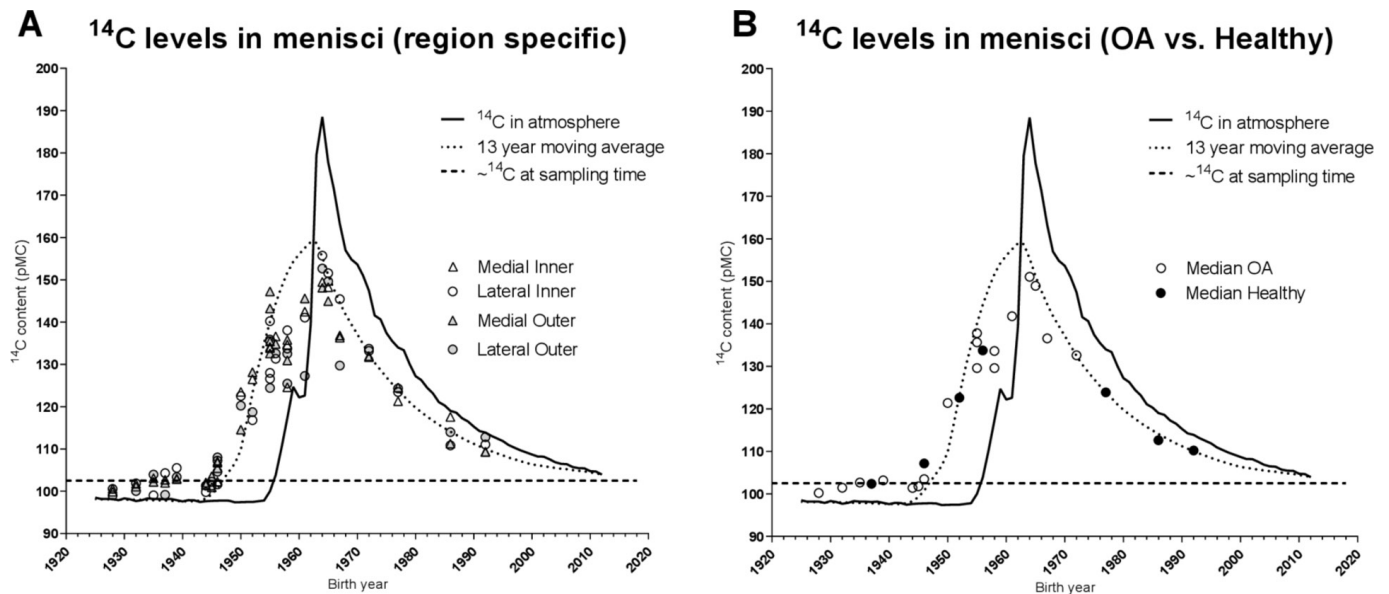 A
¹⁴C levels in menisci (region specific)
200
190
180
170
160
150
140
130
120
110
100
90
¹⁴C content (pMC)
¹⁴C in atmosphere
13 year moving average
~¹⁴C at sampling time
Medial Inner
Lateral Inner
Medial Outer
Lateral Outer
1920 1930 1940 1950 1960 1970 1980 1990 2000 2010 2020
Birth year
B
¹⁴C levels in menisci (OA vs. Healthy)
200
190
180
170
160
150
140
130
120
110
100
90
¹⁴C content (pMC)
¹⁴C in atmosphere
13 year moving average
~¹⁴C at sampling time
Median OA
Median Healthy
1920 1930 1940 1950 1960 1970 1980 1990 2000 2010 2020
Birth year